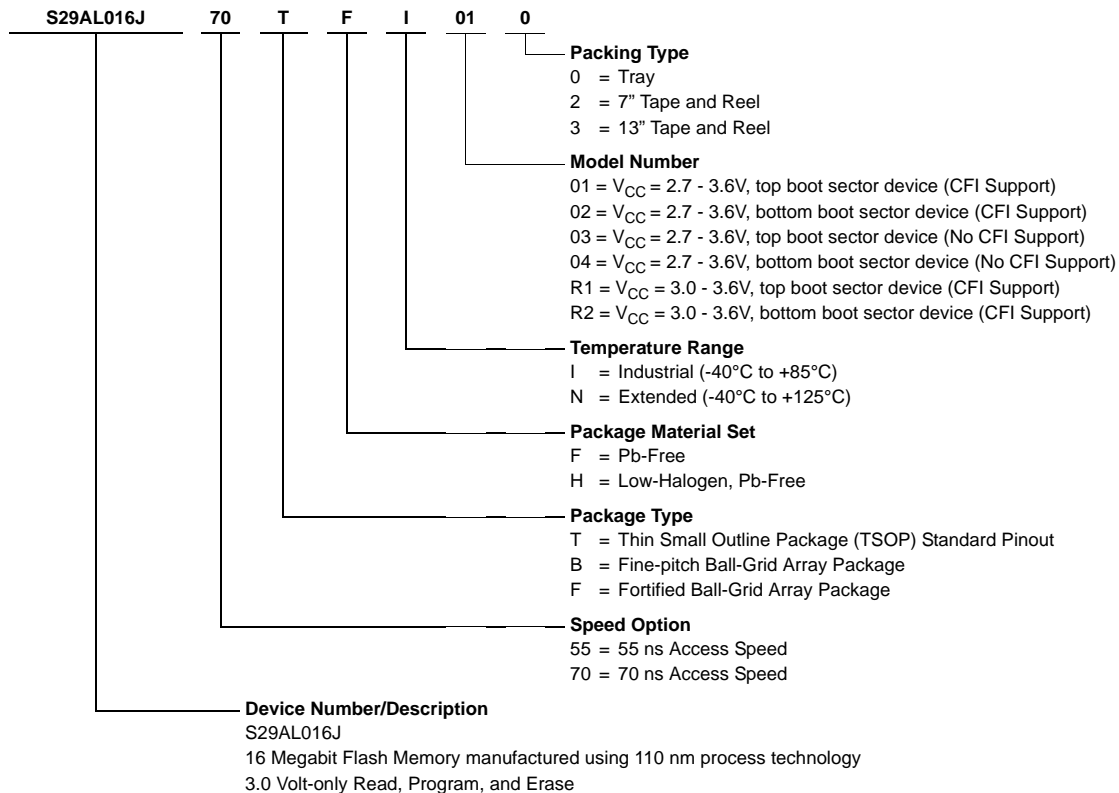 S29AL016J 70 T F I 01 0
Packing Type
0 = Tray
2 = 7” Tape and Reel
3 = 13” Tape and Reel
Model Number
01 = VCC = 2.7 - 3.6V, top boot sector device (CFI Support)
02 = VCC = 2.7 - 3.6V, bottom boot sector device (CFI Support)
03 = VCC = 2.7 - 3.6V, top boot sector device (No CFI Support)
04 = VCC = 2.7 - 3.6V, bottom boot sector device (No CFI Support)
R1 = VCC = 3.0 - 3.6V, top boot sector device (CFI Support)
R2 = VCC = 3.0 - 3.6V, bottom boot sector device (CFI Support)
Temperature Range
I = Industrial (-40°C to +85°C)
N = Extended (-40°C to +125°C)
Package Material Set
F = Pb-Free
H = Low-Halogen, Pb-Free
Package Type
T = Thin Small Outline Package (TSOP) Standard Pinout
B = Fine-pitch Ball-Grid Array Package
F = Fortified Ball-Grid Array Package
Speed Option
55 = 55 ns Access Speed
70 = 70 ns Access Speed
Device Number/Description
S29AL016J
16 Megabit Flash Memory manufactured using 110 nm process technology
3.0 Volt-only Read, Program, and Erase